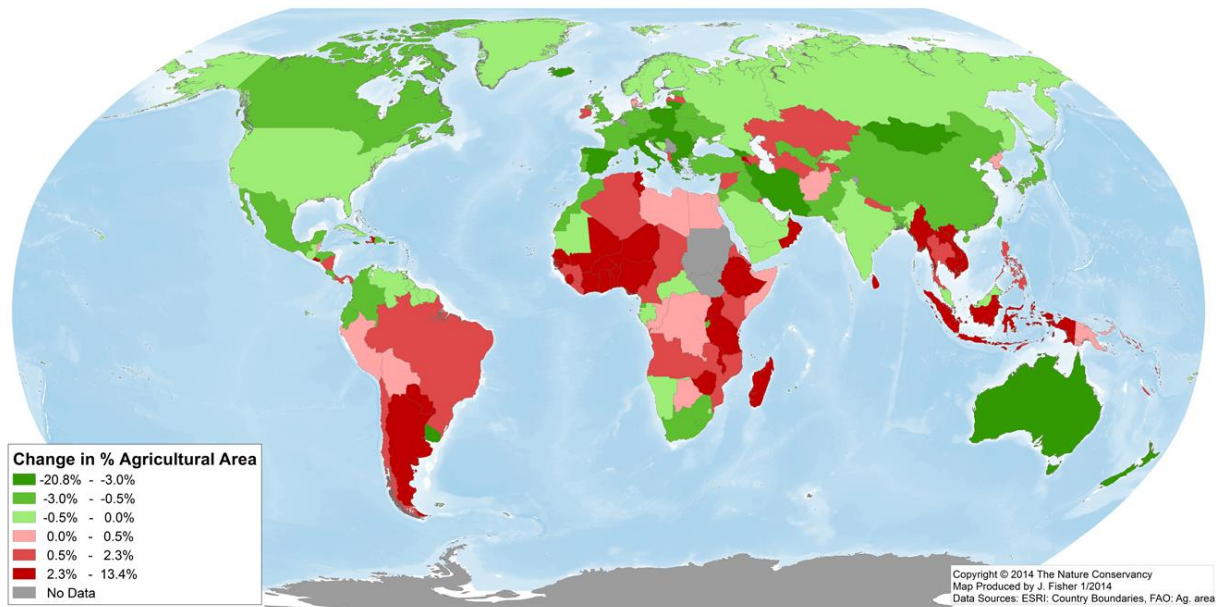 Change in % Agricultural Area
-20.8% - -3.0%
-3.0% - -0.5%
-0.5% - 0.0%
0.0% - 0.5%
0.5% - 2.3%
2.3% - 13.4%
No Data
Copyright © 2014 The Nature Conservancy
Map Produced by J. Fisher 1/2014
Data Sources: ESRI: Country Boundaries, FAO: Ag. area